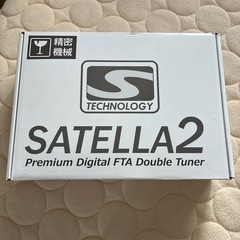 精密
機械
S
TECHNOLOGY
SATELLA2
Premium Digital FTA Double Tuner